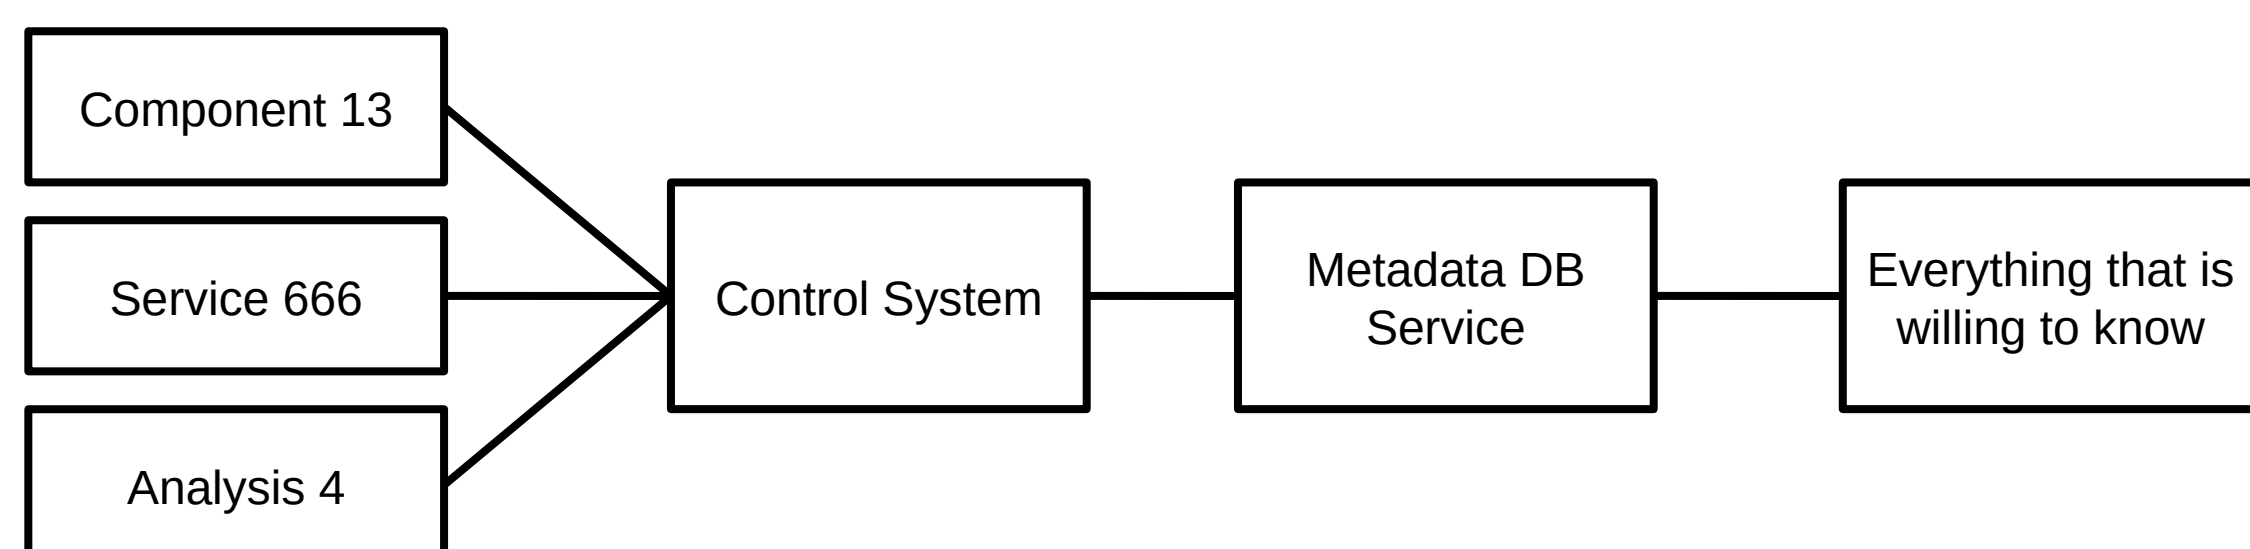 Component 13
Service 666
Analysis 4
Control System
Metadata DB
Service
Everything that is
willing to know